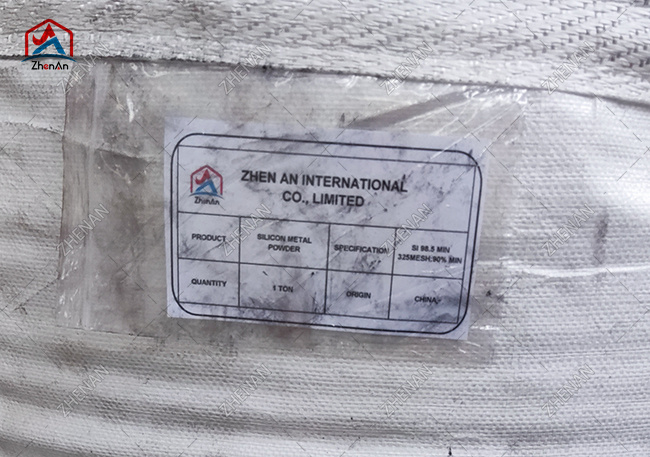 ZhenAn
ZHEN AN INTERNATIONAL
CO., LIMITED
ZhenAn
PRODUCT
SILICON METAL
POWDER
SPECIFICATION
SI 98.5 MIN
325MESH:90% MIN
QUANTITY
1 TON
ORIGIN
CHINA
ZHENAN